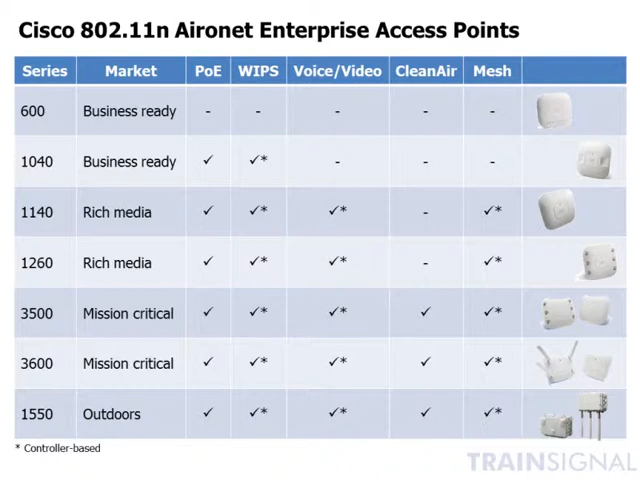 Cisco 802.11n Aironet Enterprise Access Points
Series Market PoE WIPS Voice/Video CleanAir Mesh
600 Business ready - - - - -
1040 Business ready ✓ ✓* - - -
1140 Rich media ✓ ✓* ✓* - ✓*
1260 Rich media ✓ ✓* ✓* - ✓*
3500 Mission critical ✓ ✓* ✓* ✓ ✓*
3600 Mission critical ✓ ✓* ✓* ✓ ✓*
1550 Outdoors ✓ ✓* ✓* ✓ ✓*
* Controller-based
TRAINSIGNAL